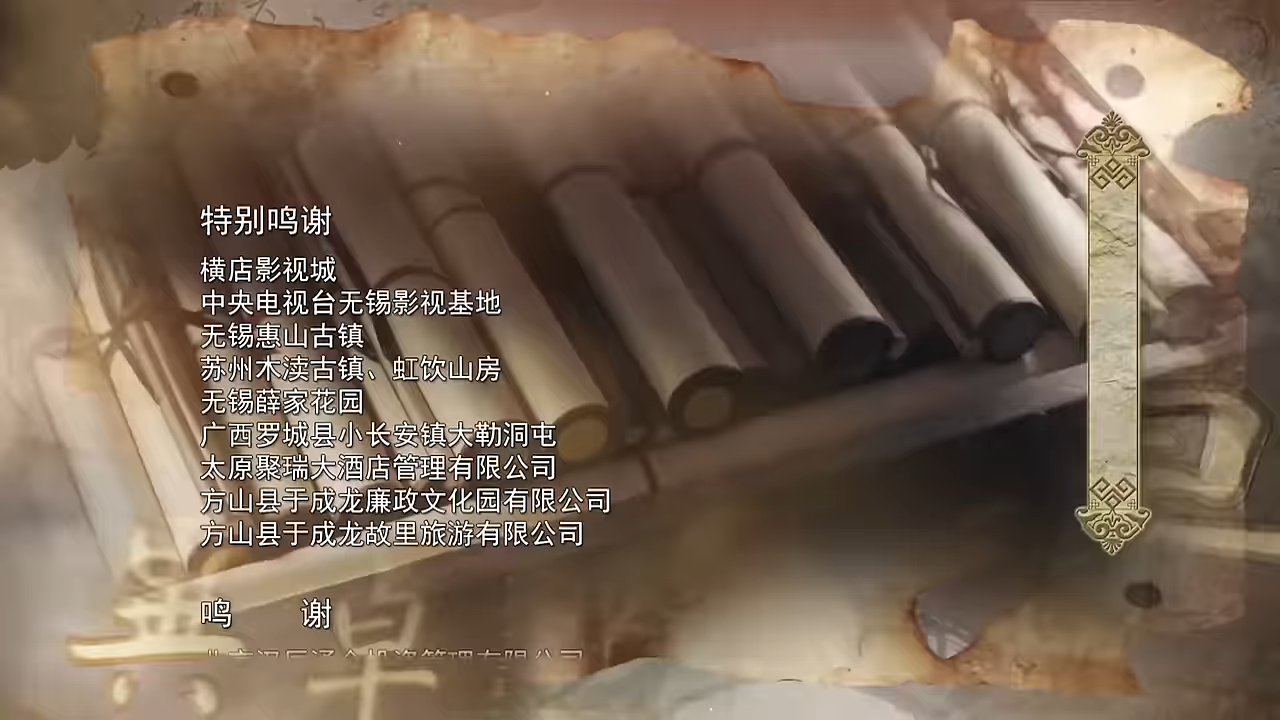 特别鸣谢
横店影视城
中央电视台无锡影视基地
无锡惠山古镇
苏州木渎古镇、虹饮山房
无锡薛家花园
广西罗城县小长安镇大勒洞屯
太原聚瑞大酒店管理有限公司
方山县于成龙廉政文化园有限公司
方山县于成龙故里旅游有限公司
鸣 谢